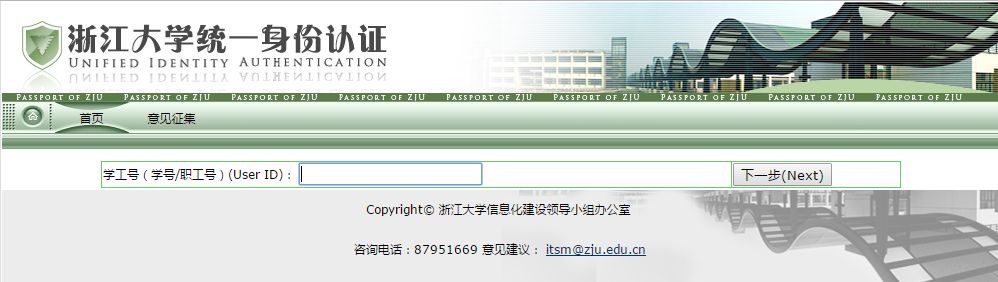 浙江大学统一身份认证
UNIFIED IDENTITY AUTHENTICATION
PASSPORT OF ZJU PASSPORT OF ZJU PASSPORT OF ZJU PASSPORT OF ZJU PASSPORT OF ZJU PASSPORT OF ZJU PASSPORT OF ZJU PASSPORT OF ZJU PASSPORT OF ZJU
首页 意见征集
学工号（学号/职工号）(User ID)： 下一步(Next)
Copyright© 浙江大学信息化建设领导小组办公室
咨询电话：87951669 意见建议： itsm@zju.edu.cn